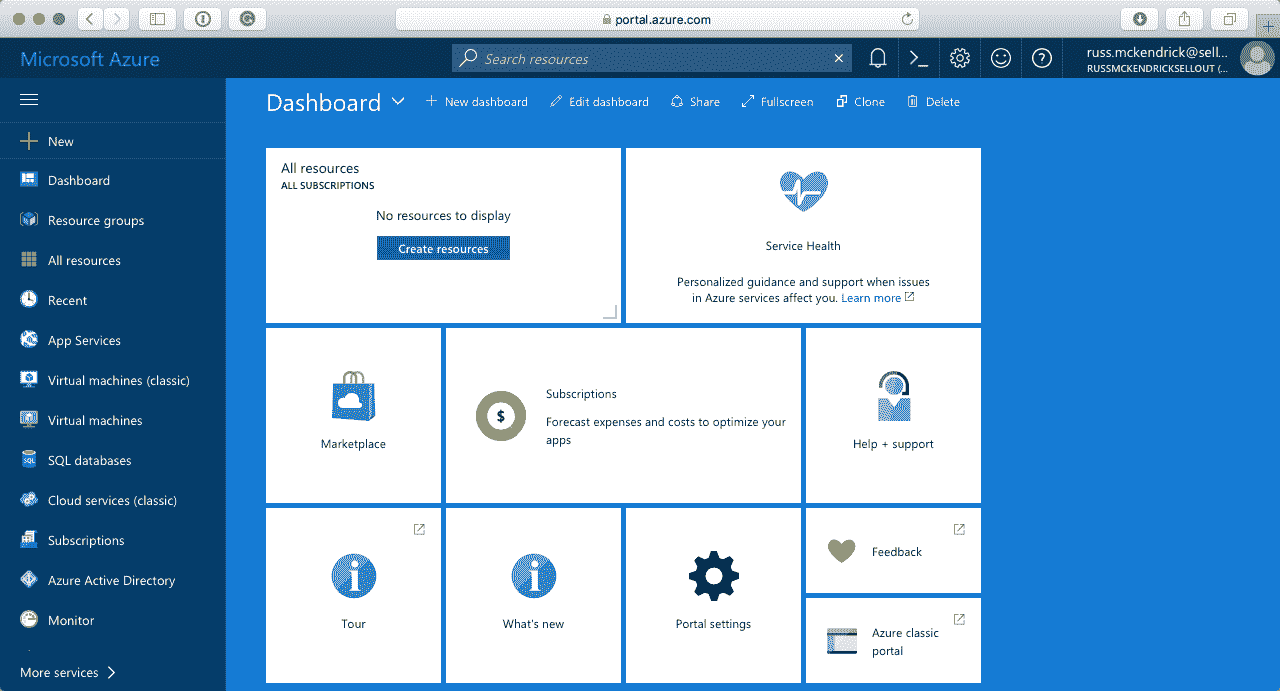 portal.azure.com
Microsoft Azure
Search resources
russ.mckendrick@sell...
RUSSMCKENDRICKSELLOUT (...
New
Dashboard
Resource groups
All resources
Recent
App Services
Virtual machines (classic)
Virtual machines
SQL databases
Cloud services (classic)
Subscriptions
Azure Active Directory
Monitor
More services
Dashboard
New dashboard
Edit dashboard
Share
Fullscreen
Clone
Delete
All resources
ALL SUBSCRIPTIONS
No resources to display
Create resources
Service Health
Personalized guidance and support when issues
in Azure services affect you. Learn more
Marketplace
$
Subscriptions
Forecast expenses and costs to optimize your
apps
Help + support
Tour
What's new
Portal settings
Feedback
Azure classic
portal